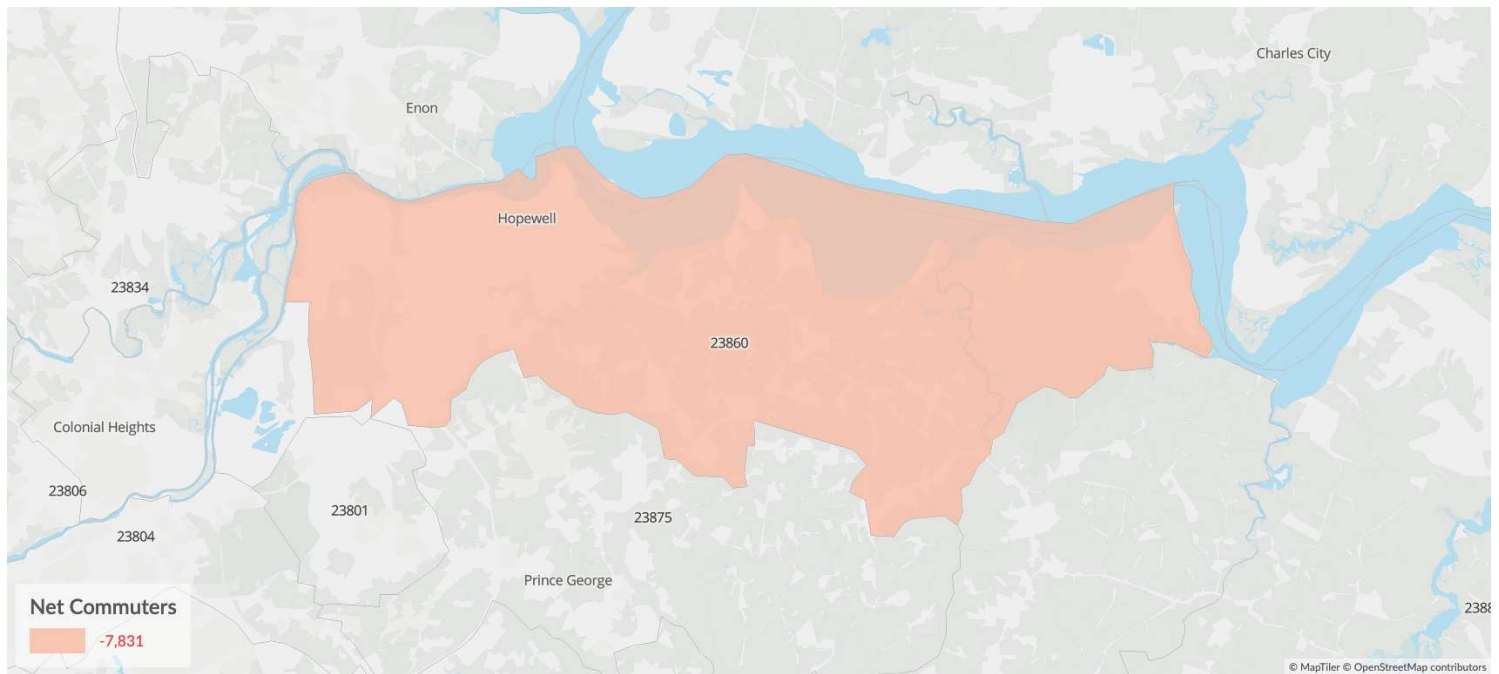 Charles City
Enon
Hopewell
23834
23860
Colonial Heights
23806
23801
23875
23804
Prince George
Net Commuters
-7,831
© MapTiler © OpenStreetMap contributors